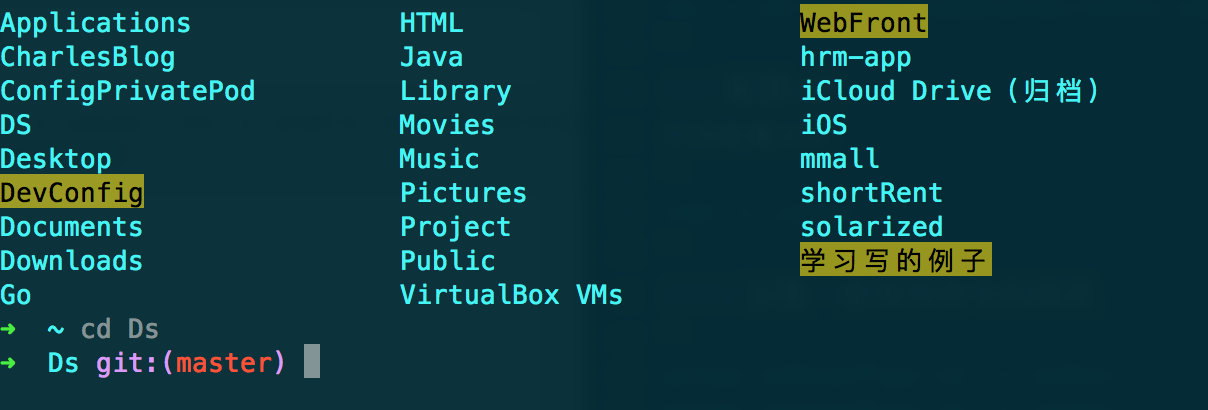 Applications HTML WebFront
CharlesBlog Java hrm-app
ConfigPrivatePod Library iCloud Drive（归档）
DS Movies iOS
Desktop Music mmall
DevConfig Pictures shortRent
Documents Project solarized
Downloads Public 学习写的例子
Go VirtualBox VMs
➜ ~ cd Ds
➜ Ds git:(master)